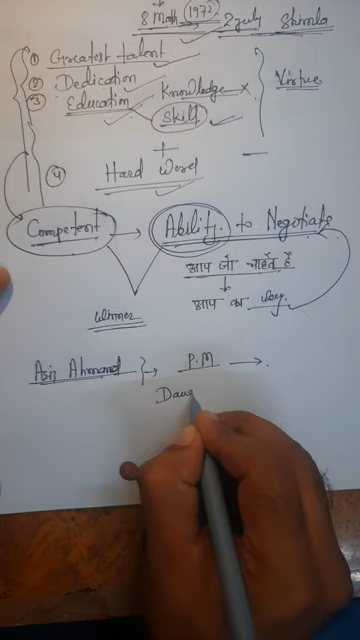 8 Math (1972) 2 July Shimla
① Greatest talent
② Dedication
③ Education Knowledge ×
Skill
Virtue
+
④ Hard Word
Competent → Ability to Negotiate
आप जो चाहते हैं
↓
आप का
Winner
Aziz Ahmand } → P.M →
Daug